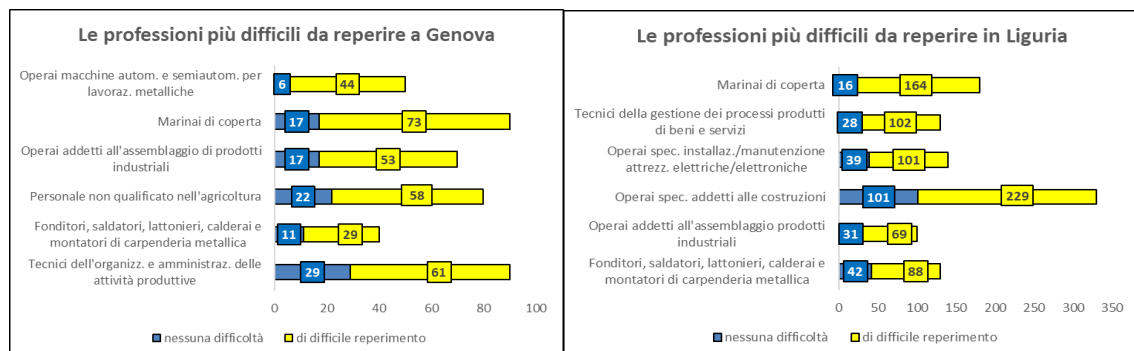 Le professioni più difficili da reperire a Genova
Operai macchine autom. e semiautom. per
lavoraz. metalliche
6
44
Marinai di coperta
17
73
Operai addetti all'assemblaggio di prodotti
industriali
17
53
Personale non qualificato nell'agricoltura
22
58
Fonditori, saldatori, lattonieri, calderai e
montatori di carpenderia metallica
11
29
Tecnici dell'organizz. e amministraz. delle
attività produttive
29
61
0 20 40 60 80 100
nessuna difficoltà di difficile reperimento
Le professioni più difficili da reperire in Liguria
Marinai di coperta
16
164
Tecnici della gestione dei processi produtti
di beni e servizi
28
102
Operai spec. installaz./manutenzione
attrezz. elettriche/elettroniche
39
101
Operai spec. addetti alle costruzioni
101
229
Operai addetti all'assemblaggio prodotti
industriali
31
69
Fonditori, saldatori, lattonieri, calderai e
montatori di carpenderia metallica
42
88
0 50 100 150 200 250 300 350
nessuna difficoltà di difficile reperimento